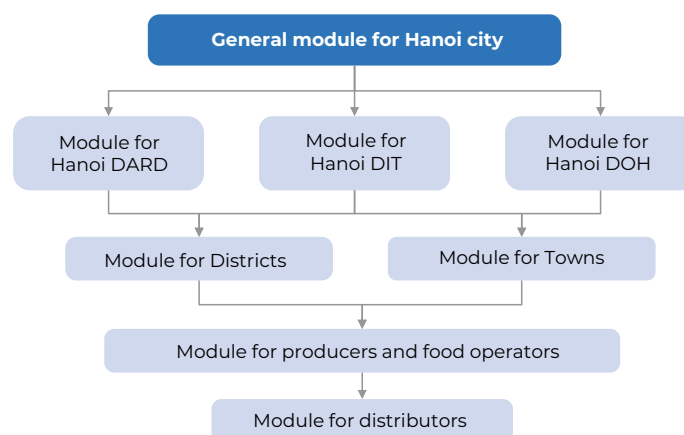 General module for Hanoi city
Module for
Hanoi DARD
Module for
Hanoi DIT
Module for
Hanoi DOH
Module for Districts
Module for Towns
Module for producers and food operators
Module for distributors